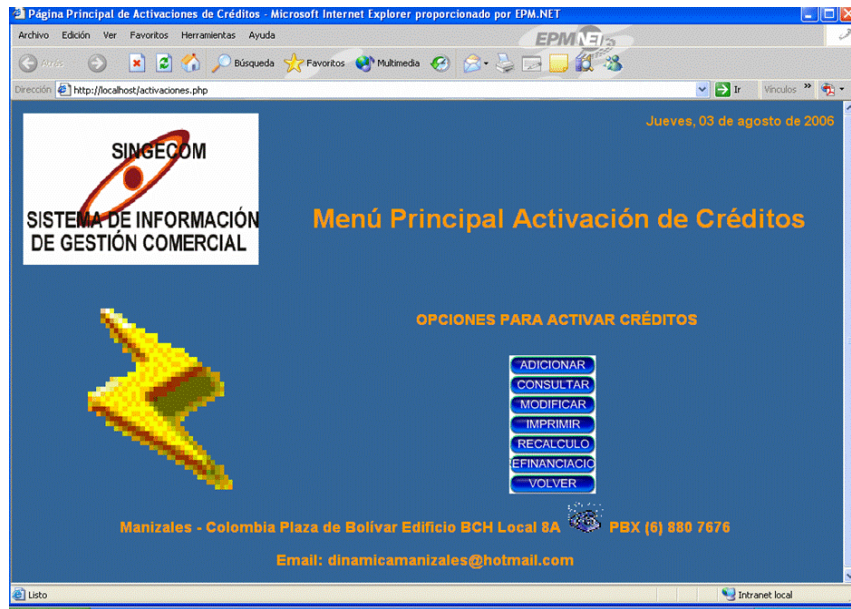 Página Principal de Activaciones de Créditos - Microsoft Internet Explorer proporcionado por EPM.NET
Archivo Edición Ver Favoritos Herramientas Ayuda
EPM NET
Atrás Búsqueda Favoritos Multimedia
Dirección http://localhost/activaciones.php Ir Vínculos »
Jueves, 03 de agosto de 2006
SINGECOM
SISTEMA DE INFORMACIÓN
DE GESTIÓN COMERCIAL
Menú Principal Activación de Créditos
OPCIONES PARA ACTIVAR CRÉDITOS
ADICIONAR
CONSULTAR
MODIFICAR
IMPRIMIR
RECALCULO
EFINANCIACIO
VOLVER
Manizales - Colombia Plaza de Bolívar Edificio BCH Local 8A PBX (6) 880 7676
Email: dinamicamanizales@hotmail.com
Listo Intranet local